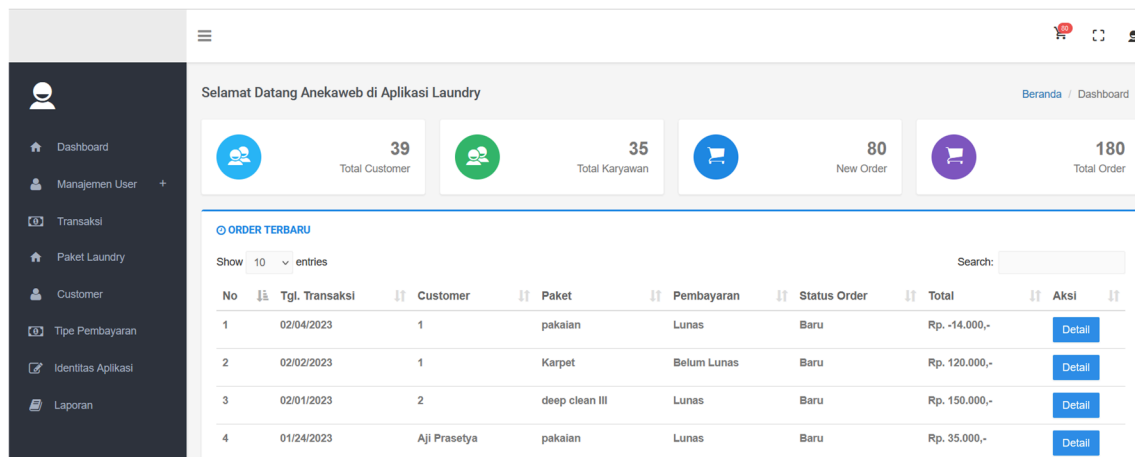 80
Selamat Datang Anekaweb di Aplikasi Laundry
Beranda / Dashboard
Dashboard
Manajemen User +
Transaksi
Paket Laundry
Customer
Tipe Pembayaran
Identitas Aplikasi
Laporan
39
Total Customer
35
Total Karyawan
80
New Order
180
Total Order
ORDER TERBARU
Show 10 entries
Search:
No Tgl. Transaksi Customer Paket Pembayaran Status Order Total Aksi
1 02/04/2023 1 pakaian Lunas Baru Rp. -14.000,- Detail
2 02/02/2023 1 Karpet Belum Lunas Baru Rp. 120.000,- Detail
3 02/01/2023 2 deep clean III Lunas Baru Rp. 150.000,- Detail
4 01/24/2023 Aji Prasetya pakaian Lunas Baru Rp. 35.000,- Detail